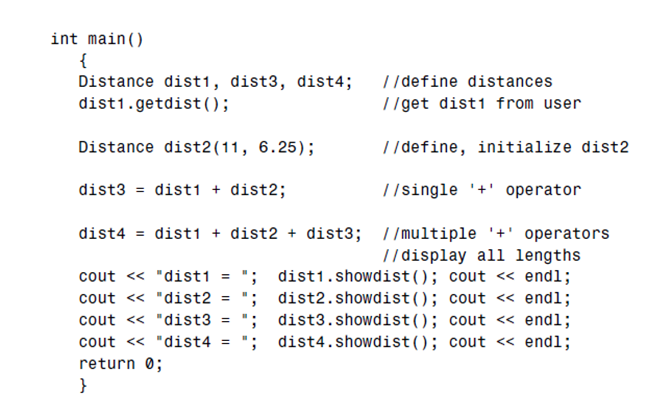 int main()
{
Distance dist1, dist3, dist4; //define distances
dist1.getdist(); //get dist1 from user
Distance dist2(11, 6.25); //define, initialize dist2
dist3 = dist1 + dist2; //single '+' operator
dist4 = dist1 + dist2 + dist3; //multiple '+' operators
//display all lengths
cout << "dist1 = "; dist1.showdist(); cout << endl;
cout << "dist2 = "; dist2.showdist(); cout << endl;
cout << "dist3 = "; dist3.showdist(); cout << endl;
cout << "dist4 = "; dist4.showdist(); cout << endl;
return 0;
}